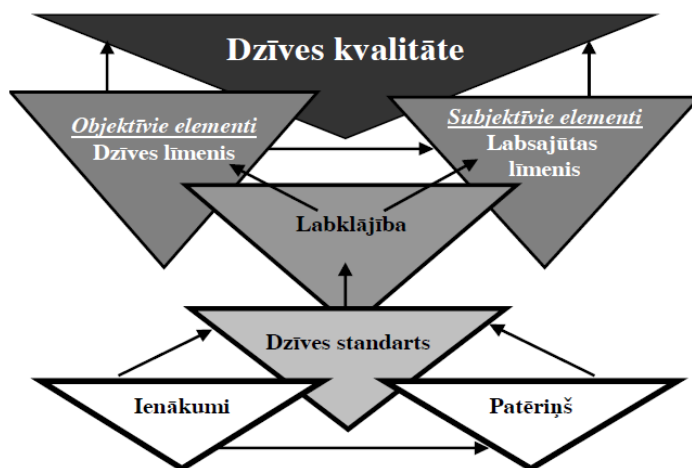 Dzīves kvalitāte
Objektīvie elementi
Dzīves līmenis
Subjektīvie elementi
Labsajūtas
līmenis
Labklājība
Dzīves standarts
Ienākumi
Patēriņš